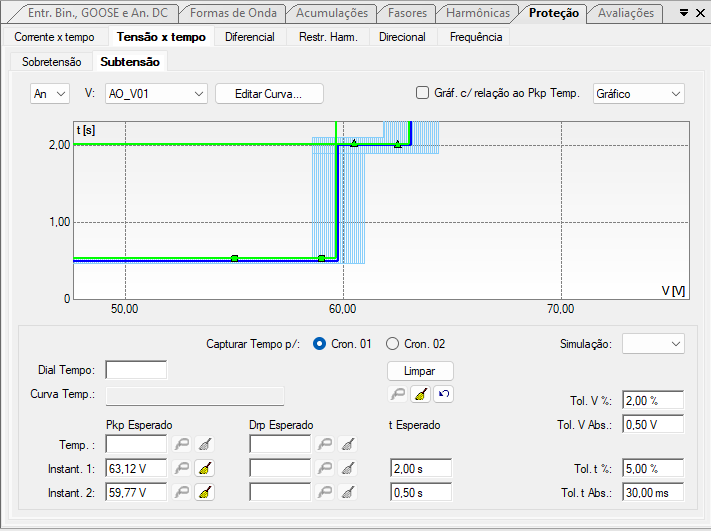 Entr. Bin., GOOSE e An. DC Formas de Onda Acumulações Fasores Harmônicas Proteção Avaliações
Corrente x tempo Tensão x tempo Diferencial Restr. Harm. Direcional Frequência
Sobretensão Subtensão
An V: AO_V01 Editar Curva... Gráf. c/ relação ao Pkp Temp. Gráfico
t [s]
2,00
1,00
0
V [V]
50,00 60,00 70,00
Capturar Tempo p/: Cron. 01 Cron. 02 Simulação:
Dial Tempo: Limpar
Curva Temp.: Tol. V %: 2,00 %
Pkp Esperado Drp Esperado t Esperado Tol. V Abs.: 0,50 V
Temp. :
Instant. 1: 63,12 V 2,00 s Tol. t %: 5,00 %
Instant. 2: 59,77 V 0,50 s Tol. t Abs.: 30,00 ms